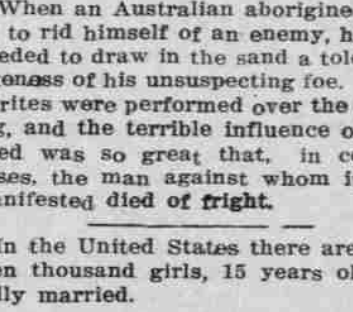 When an Australian aborigine
to rid himself of an enemy, h
eded to draw in the sand a tol
eness of his unsuspecting foe.
rites were performed over the
g, and the terrible influence o
ed was so great that, in c
ses, the man against whom i
anifested died of fright.
In the United States there are
en thousand girls, 15 years ol
lly married.